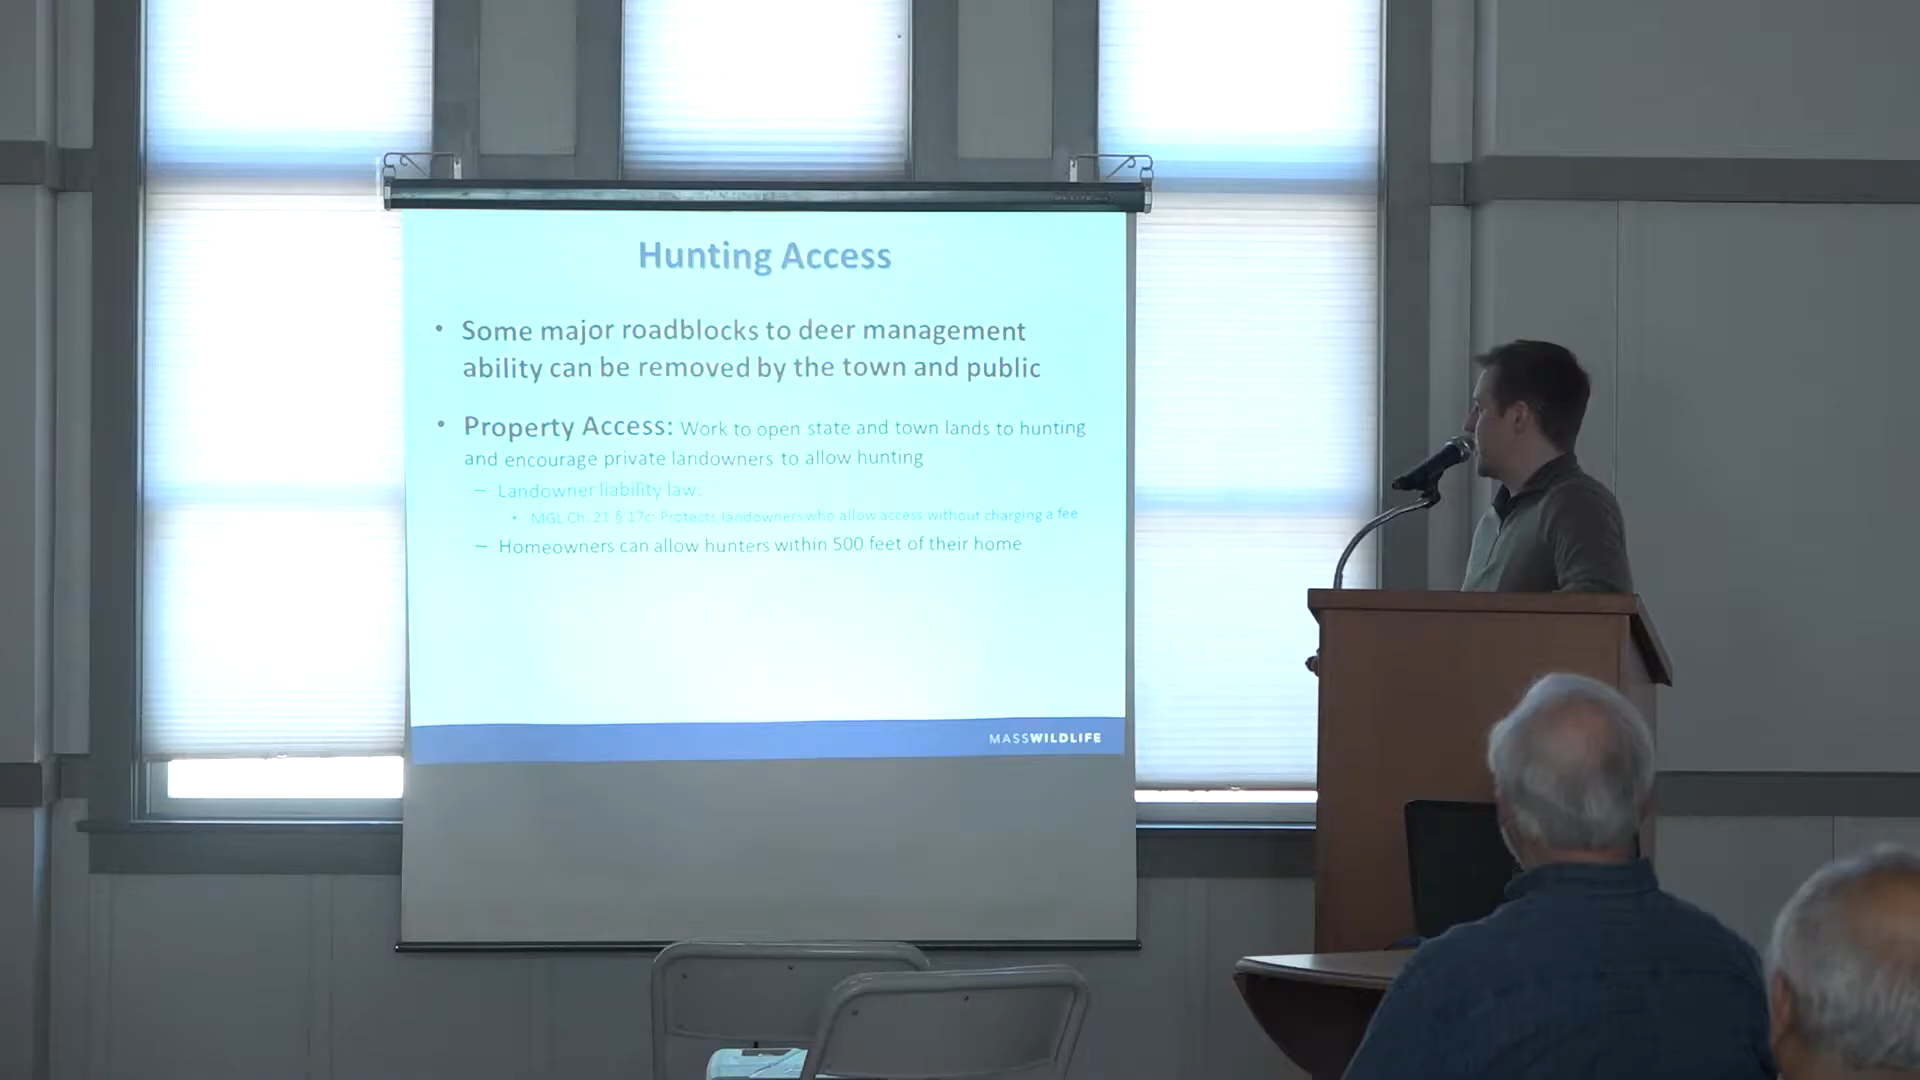 Hunting Access
• Some major roadblocks to deer management
ability can be removed by the town and public
• Property Access: Work to open state and town lands to hunting
and encourage private landowners to allow hunting
– Landowner liability law:
• MGL Ch. 21 § 17c: Protects landowners who allow access without charging a fee
– Homeowners can allow hunters within 500 feet of their home
MASSWILDLIFE